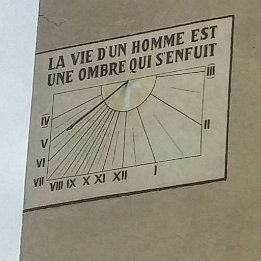 LA VIE D'UN HOMME EST
UNE OMBRE QUI S'ENFUIT
III
IV
II
V
VI
I
VII VIII IX X XI XII